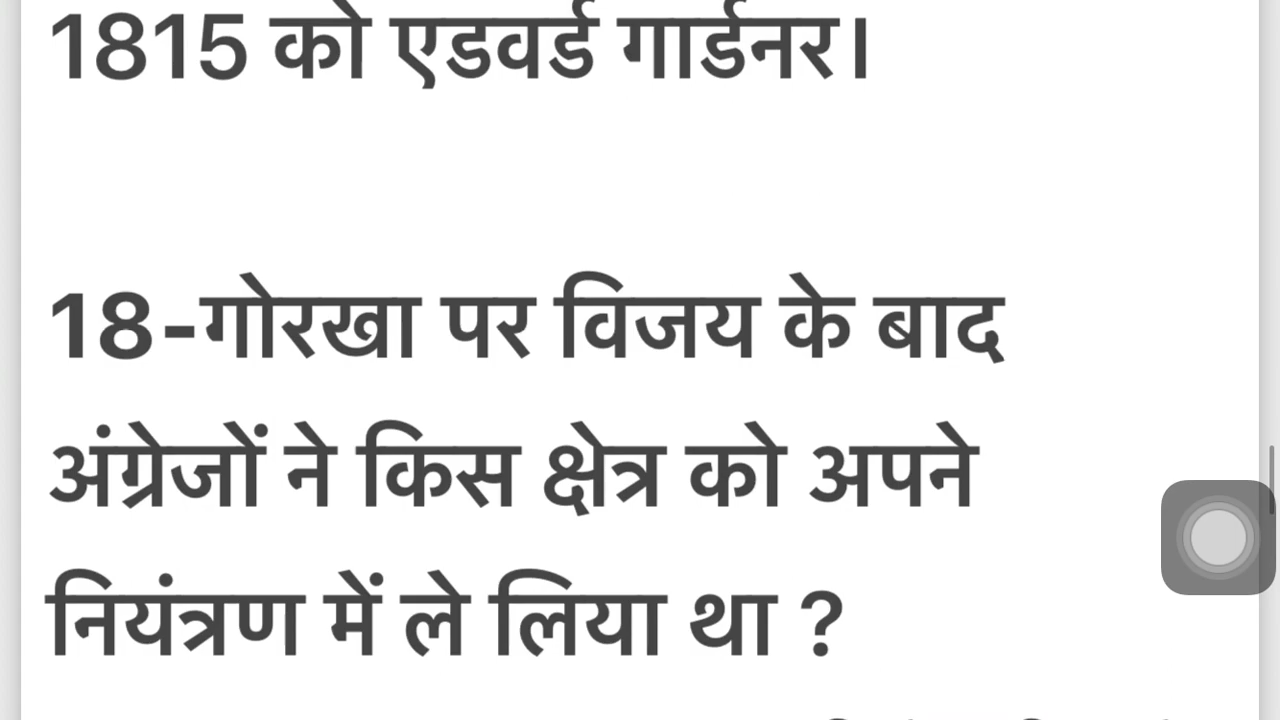 1815 को एडवर्ड गार्डनर।
18-गोरखा पर विजय के बाद
अंग्रेजों ने किस क्षेत्र को अपने
नियंत्रण में ले लिया था ?